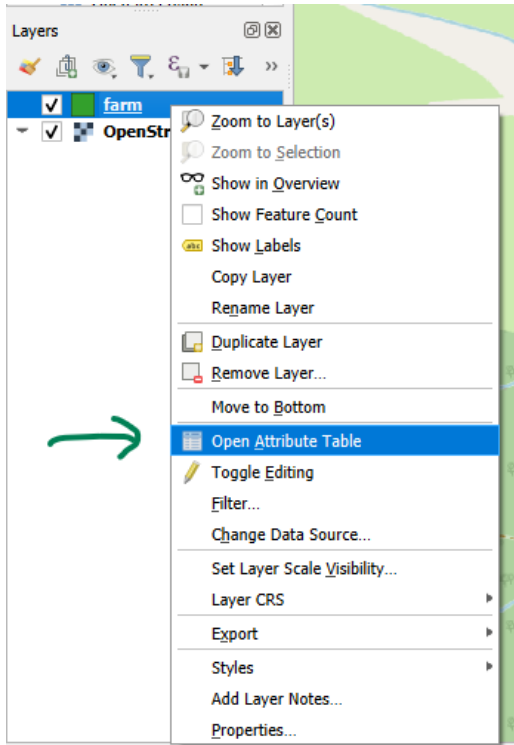 Layers
farm
OpenStr
Zoom to Layer(s)
Zoom to Selection
Show in Overview
Show Feature Count
abc Show Labels
Copy Layer
Rename Layer
Duplicate Layer
Remove Layer...
Move to Bottom
Open Attribute Table
Toggle Editing
Filter...
Change Data Source...
Set Layer Scale Visibility...
Layer CRS
Export
Styles
Add Layer Notes...
Properties...